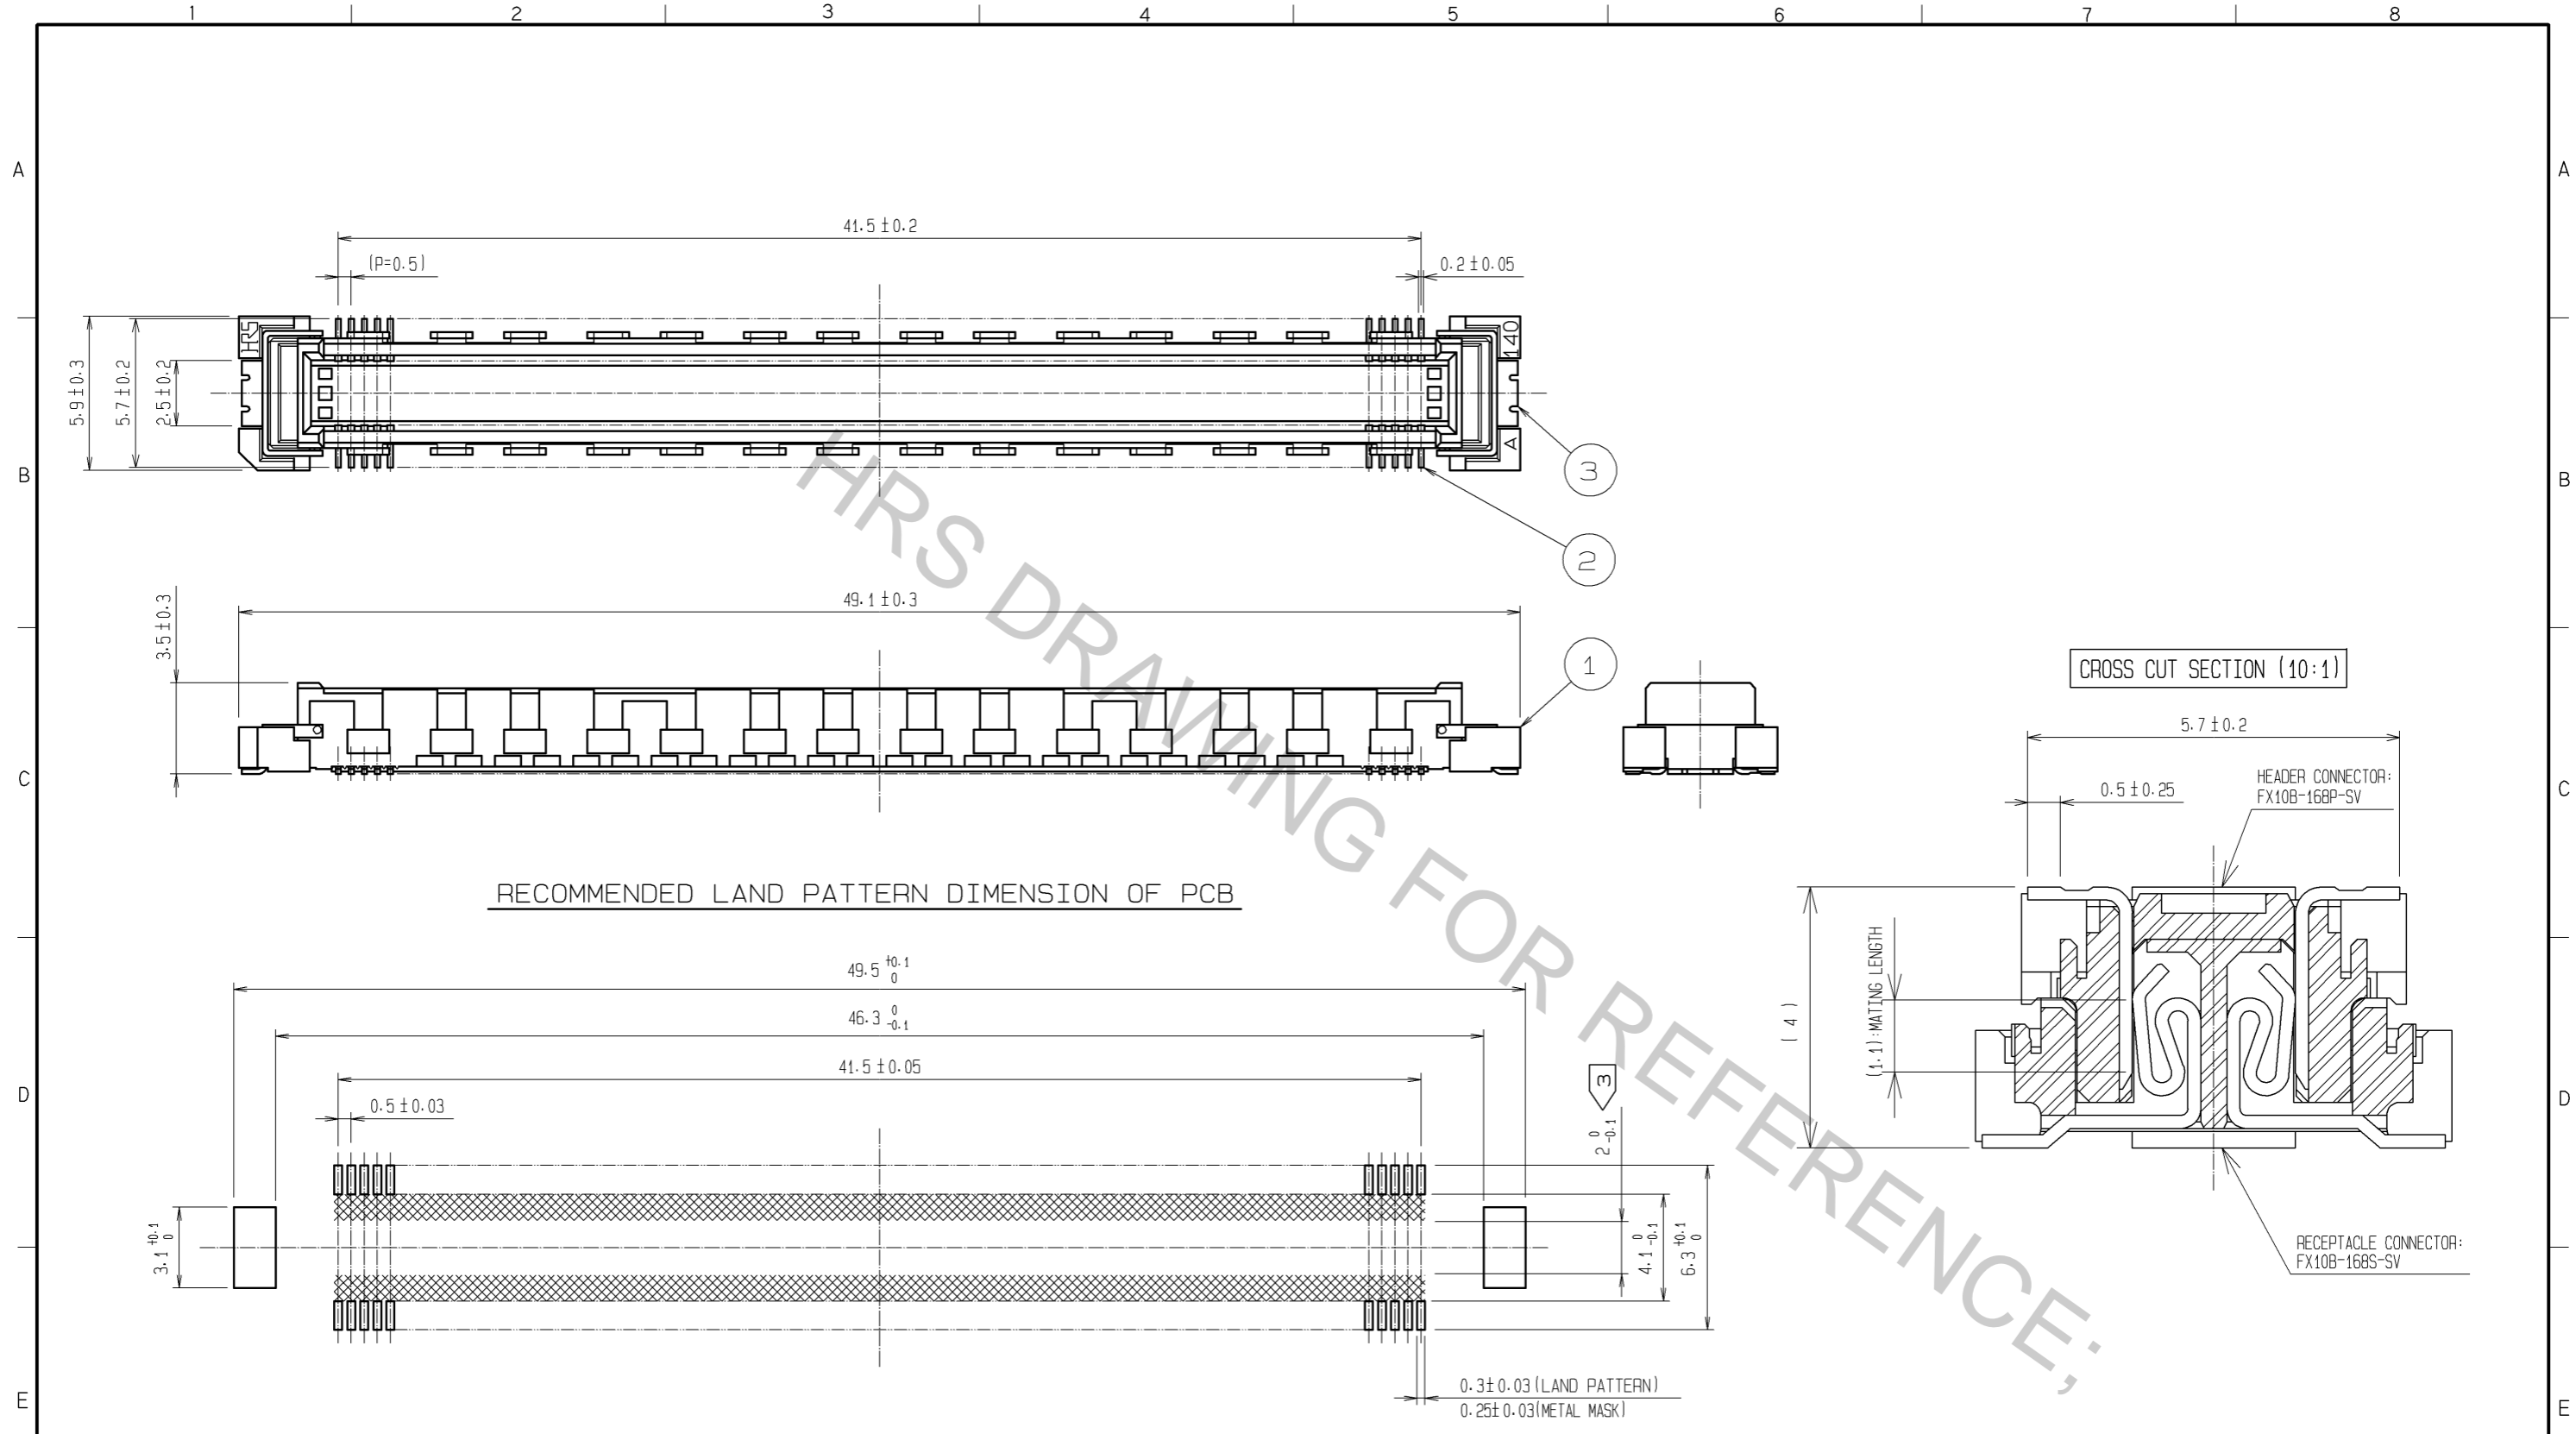 1 2 3 4 5 6 7 8
A A
41.5±0.2
(P=0.5)
0.2±0.05
5.9±0.3
5.7±0.2
2.5±0.2
HRS
140
A
3
B B
2
49.1±0.3
3.5±0.3
1
CROSS CUT SECTION (10:1)
5.7±0.2
HEADER CONNECTOR:
FX10B-168P-SV
0.5±0.25
C C
RECOMMENDED LAND PATTERN DIMENSION OF PCB
(1.1):MATING LENGTH
(4)
49.5 +0.1 0
46.3 0 -0.1
41.5±0.05
0.5±0.03
3
2 0 -0.1
D D
3.1 +0.1 0
4.1 0 -0.1
6.3 +0.1 0
RECEPTACLE CONNECTOR:
FX10B-168S-SV
0.3±0.03(LAND PATTERN)
0.25±0.03(METAL MASK)
E E
HRS DRAWING FOR REFERENCE;